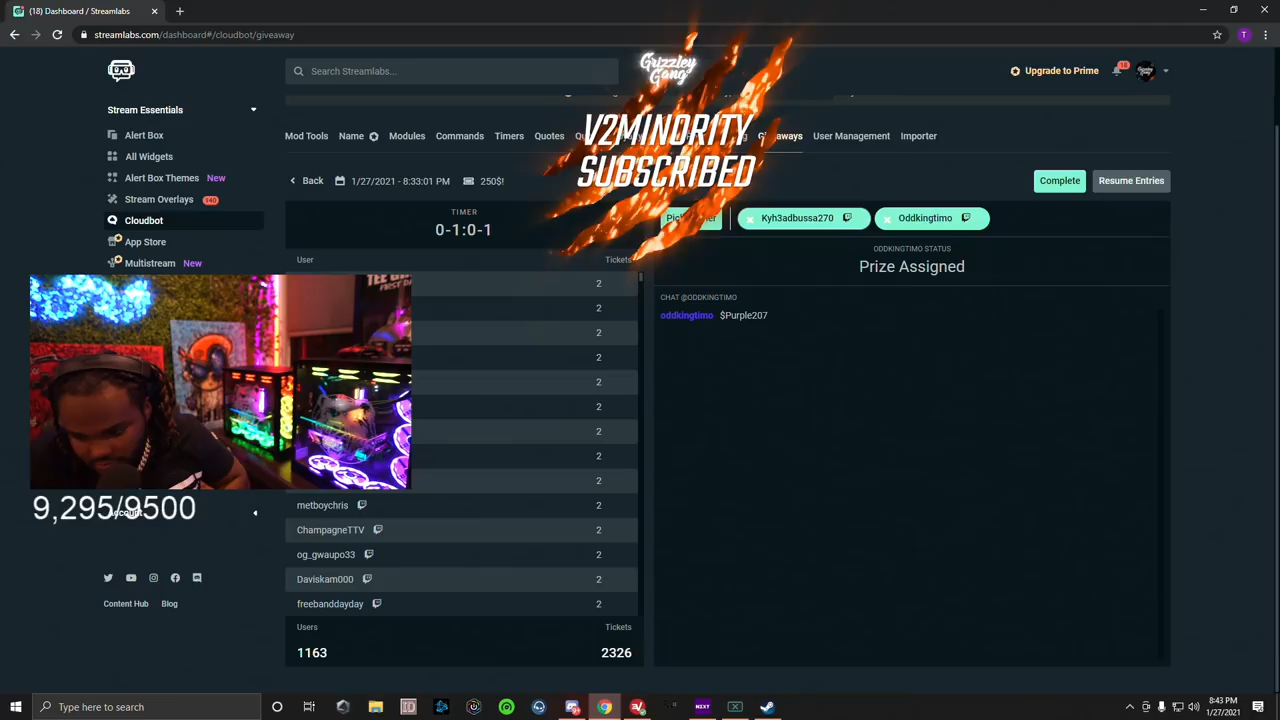 (18) Dashboard / Streamlabs
streamlabs.com/dashboard#/cloudbot/giveaway
T
Search Streamlabs...
Grizzley Gang
Upgrade to Prime
18
Stream Essentials
Alert Box
All Widgets
Alert Box Themes New
Stream Overlays 140
Cloudbot
App Store
Multistream New
Mod Tools Name Modules Commands Timers Quotes User Management Importer
V2MINORITY
SUBSCRIBED
Back 1/27/2021 - 8:33:01 PM 250$!
Complete Resume Entries
TIMER
0-1:0-1
Kyh3adbussa270 Oddkingtimo
ODDKINGTIMO STATUS
Prize Assigned
CHAT @ODDKINGTIMO
oddkingtimo $Purple207
User Tickets
2
2
2
2
2
2
2
2
2
metboychris 2
ChampagneTTV 2
og_gwaupo33 2
Daviskam000 2
freebanddayday 2
Users Tickets
1163 2326
9,295/9500
Account
Content Hub Blog
Type here to search
NZXT
8:43 PM
1/27/2021